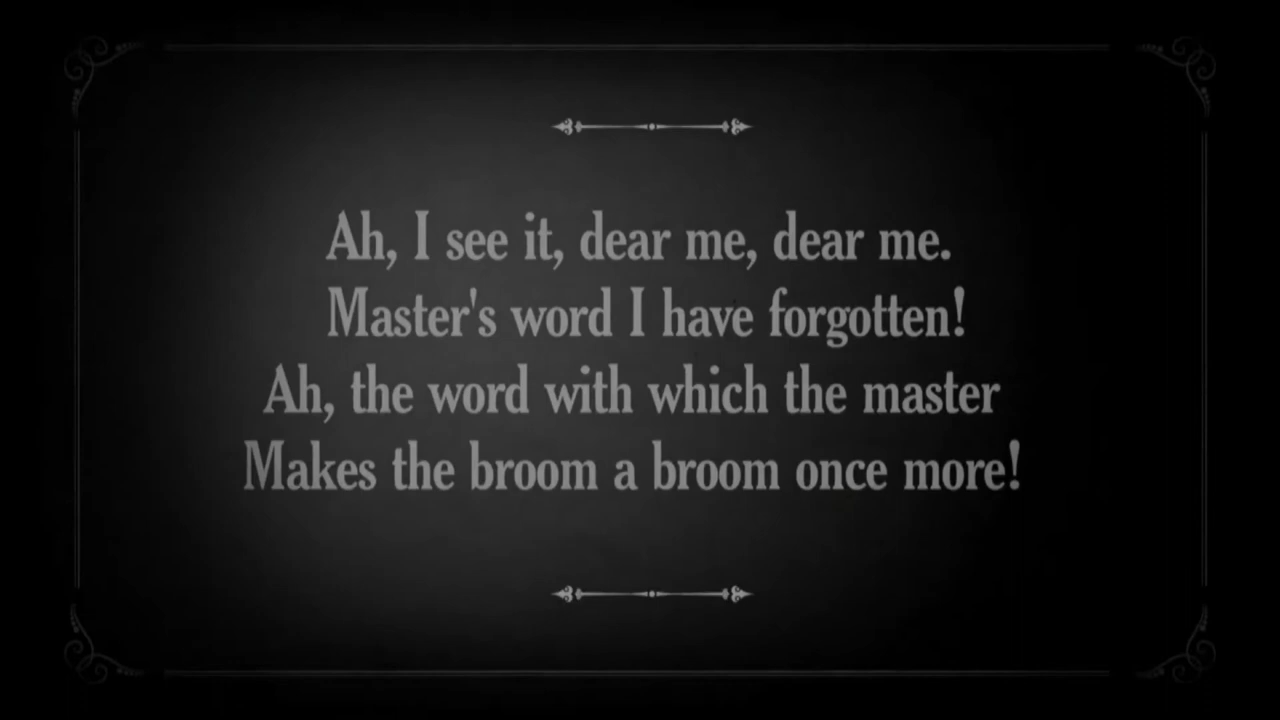 Ah, I see it, dear me, dear me.
Master's word I have forgotten!
Ah, the word with which the master
Makes the broom a broom once more!